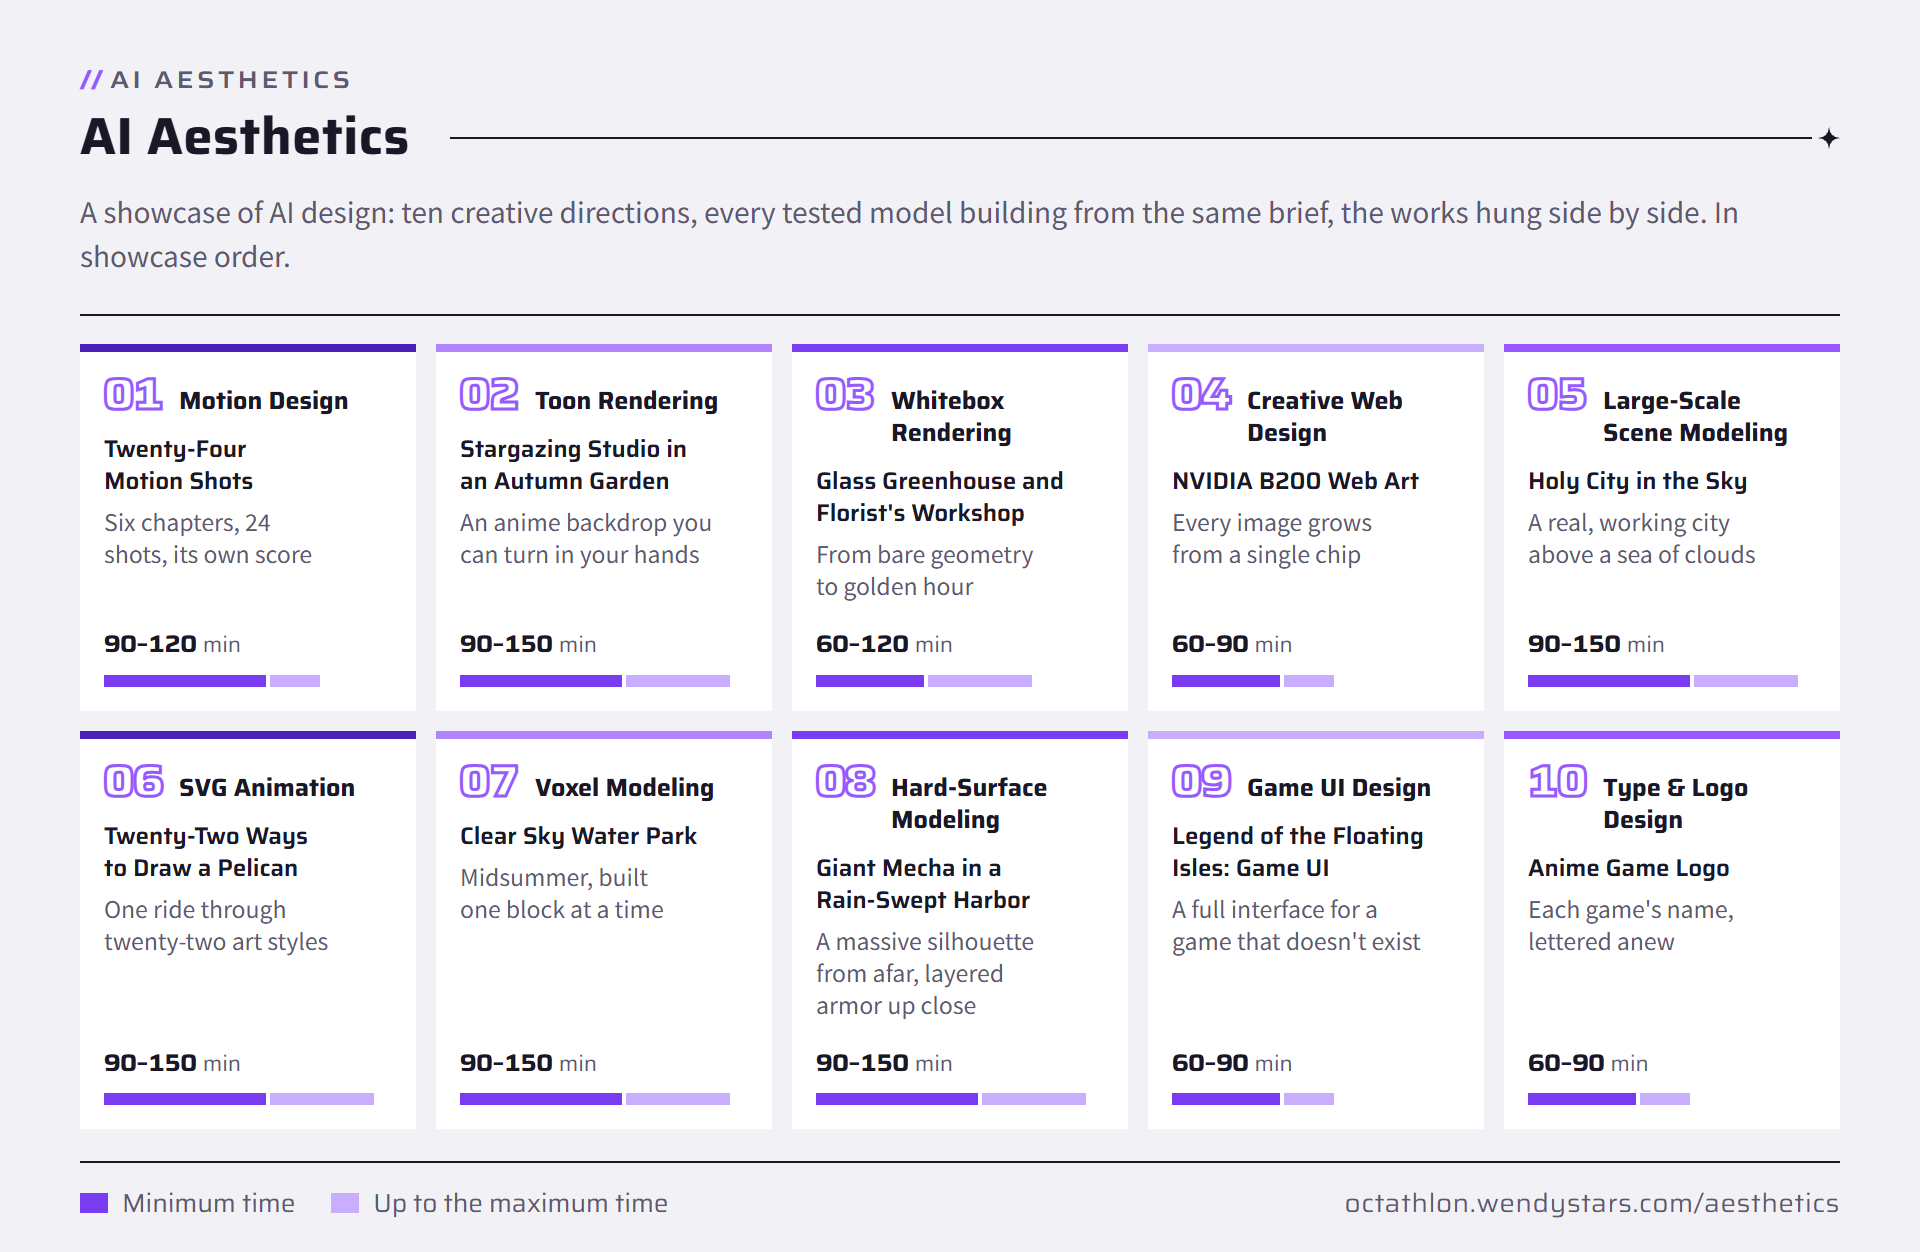 // AI AESTHETICS
AI Aesthetics
A showcase of AI design: ten creative directions, every tested model building from the same brief, the works hung side by side. In
showcase order.
01 Motion Design
Twenty-Four
Motion Shots
Six chapters, 24
shots, its own score
90–120 min
02 Toon Rendering
Stargazing Studio in
an Autumn Garden
An anime backdrop you
can turn in your hands
90–150 min
03 Whitebox
Rendering
Glass Greenhouse and
Florist's Workshop
From bare geometry
to golden hour
60–120 min
04 Creative Web
Design
NVIDIA B200 Web Art
Every image grows
from a single chip
60–90 min
05 Large-Scale
Scene Modeling
Holy City in the Sky
A real, working city
above a sea of clouds
90–150 min
06 SVG Animation
Twenty-Two Ways
to Draw a Pelican
One ride through
twenty-two art styles
90–150 min
07 Voxel Modeling
Clear Sky Water Park
Midsummer, built
one block at a time
90–150 min
08 Hard-Surface
Modeling
Giant Mecha in a
Rain-Swept Harbor
A massive silhouette
from afar, layered
armor up close
90–150 min
09 Game UI Design
Legend of the Floating
Isles: Game UI
A full interface for a
game that doesn't exist
60–90 min
10 Type & Logo
Design
Anime Game Logo
Each game's name,
lettered anew
60–90 min
Minimum time
Up to the maximum time
octathlon.wendystars.com/aesthetics